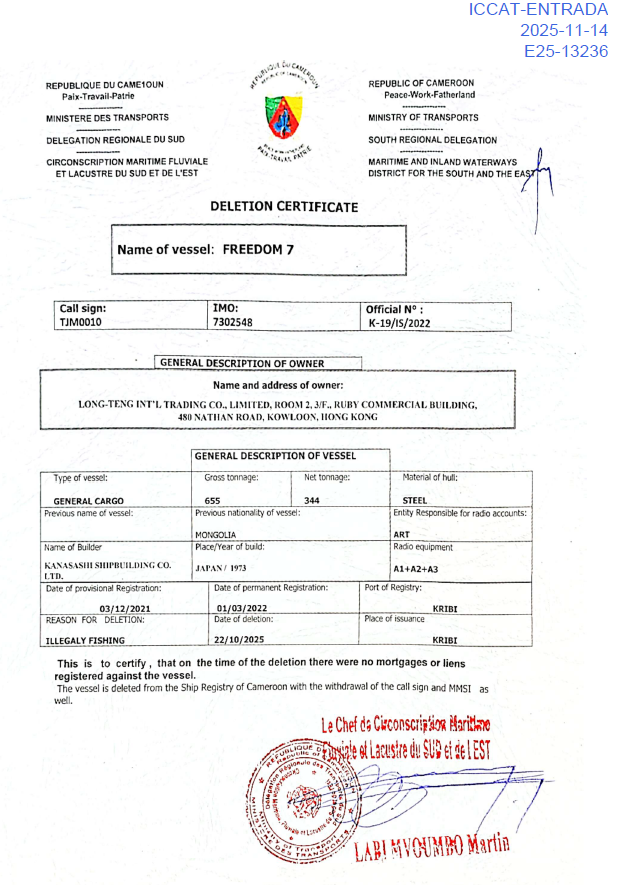 ICCAT-ENTRADA
2025-11-14
E25-13236
REPUBLIQUE DU CAME1OUN
Paix-Travail-Patrie
MINISTERE DES TRANSPORTS
DELEGATION REGIONALE DU SUD
CIRCONSCRIPTION MARITIME FLUVIALE
ET LACUSTRE DU SUD ET DE L'EST
REPUBLIQUE DU CAMEROUN
PAIX-TRAVAIL-PATRIE
REPUBLIC OF CAMEROON
Peace-Work-Fatherland
MINISTRY OF TRANSPORTS
SOUTH REGIONAL DELEGATION
MARITIME AND INLAND WATERWAYS
DISTRICT FOR THE SOUTH AND THE EAST
DELETION CERTIFICATE
Name of vessel: FREEDOM 7
Call sign: IMO: Official N° :
TJM0010 7302548 K-19/IS/2022
GENERAL DESCRIPTION OF OWNER
Name and address of owner:
LONG-TENG INT'L TRADING CO., LIMITED, ROOM 2, 3/F., RUBY COMMERCIAL BUILDING,
480 NATHAN ROAD, KOWLOON, HONG KONG
GENERAL DESCRIPTION OF VESSEL
Type of vessel: Gross tonnage: Net tonnage: Material of hull:
GENERAL CARGO 655 344 STEEL
Previous name of vessel: Previous nationality of vessel: Entity Responsible for radio accounts:
MONGOLIA ART
Name of Builder Place/Year of build: Radio equipment
KANASASHI SHIPBUILDING CO. LTD. JAPAN / 1973 A1+A2+A3
Date of provisional Registration: Date of permanent Registration: Port of Registry:
03/12/2021 01/03/2022 KRIBI
REASON FOR DELETION: Date of deletion: Place of issuance
ILLEGALY FISHING 22/10/2025 KRIBI
This is to certify, that on the time of the deletion there were no mortgages or liens
registered against the vessel.
The vessel is deleted from the Ship Registry of Cameroon with the withdrawal of the call sign and MMSI as
well.
Le Chef de Circonscription Maritime
Fluviale et Lacustre du SUD et de l'EST
LABI MVOUMBO Martin